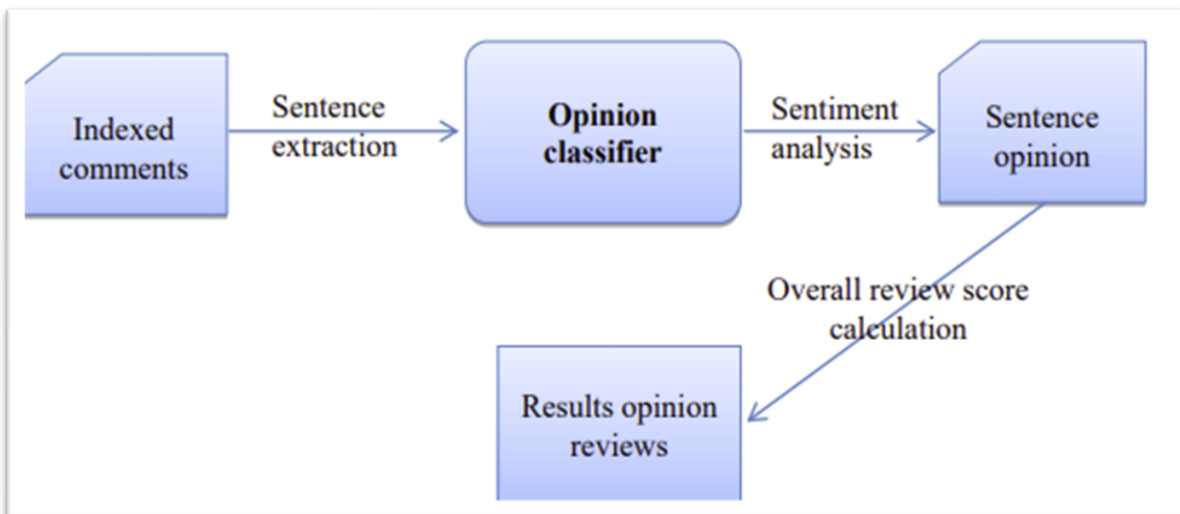 Indexed
comments
Sentence
extraction
Opinion
classifier
Sentiment
analysis
Sentence
opinion
Overall review score
calculation
Results opinion
reviews